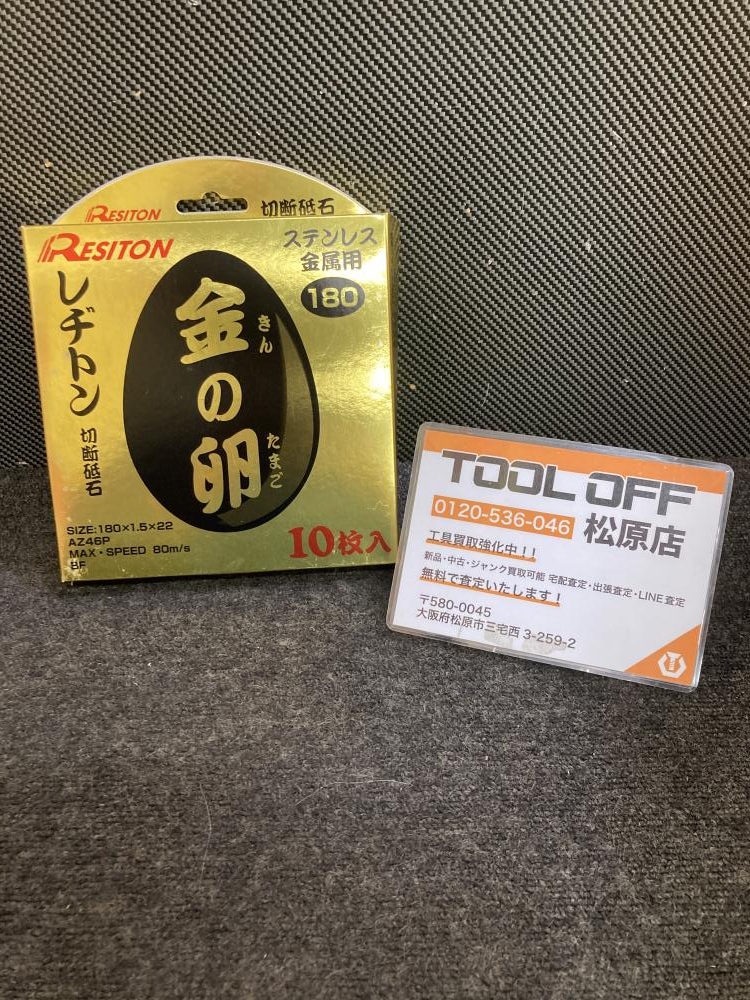 RESITON
切断砥石
RESITON
ステンレス
金属用
180
レヂトン
切断砥石
金の卵
きん
たまご
SIZE:180×1.5×22
AZ46P
MAX・SPEED 80m/s
BF
10枚入
TOOL OFF
0120-536-046 松原店
工具買取強化中!!
新品・中古・ジャンク買取可能 宅配査定・出張査定・LINE査定
無料で査定いたします!
〒580-0045
大阪府松原市三宅西 3-259-2